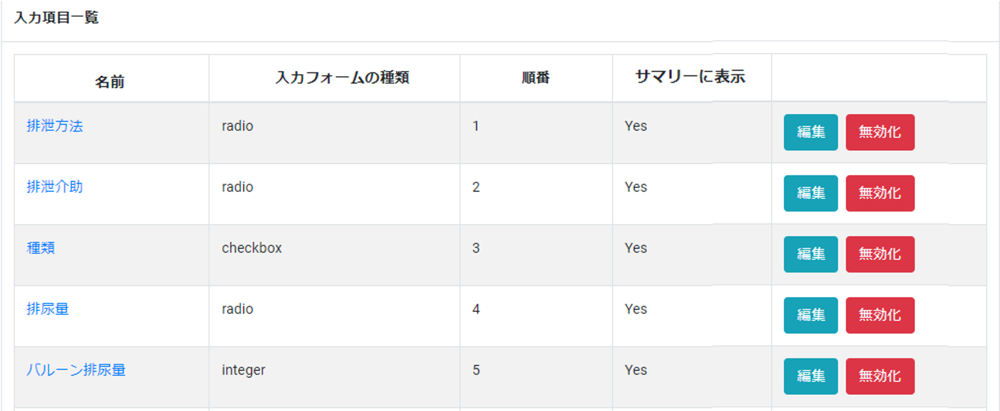 入力項目一覧
名前 入力フォームの種類 順番 サマリーに表示
排泄方法 radio 1 Yes 編集 無効化
排泄介助 radio 2 Yes 編集 無効化
種類 checkbox 3 Yes 編集 無効化
排尿量 radio 4 Yes 編集 無効化
バルーン排尿量 integer 5 Yes 編集 無効化